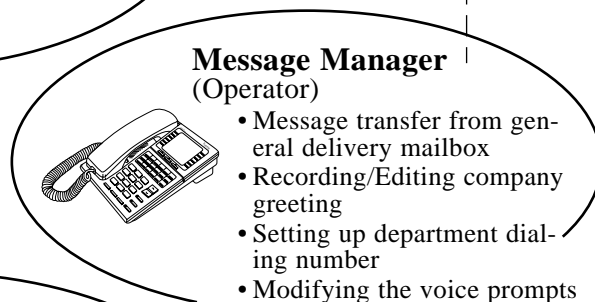 Message Manager
(Operator)
• Message transfer from gen-
eral delivery mailbox
• Recording/Editing company
greeting
• Setting up department dial-
ing number
• Modifying the voice prompts